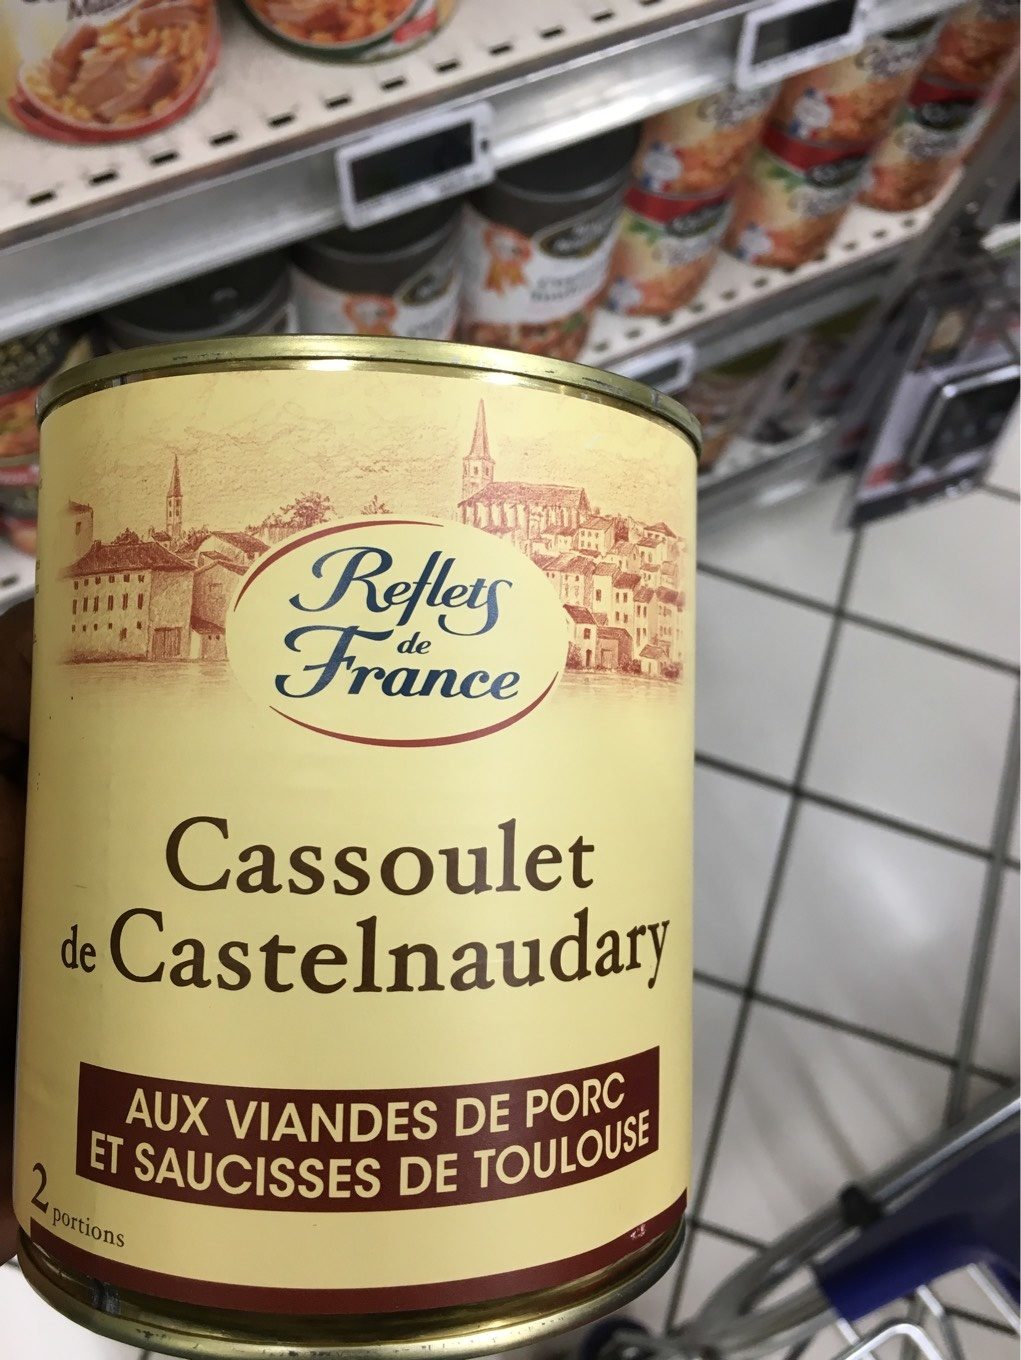 Reflets
de
France
Cassoulet
de Castelnaudary
AUX VIANDES DE PORC
ET SAUCISSES DE TOULOUSE
2 portions